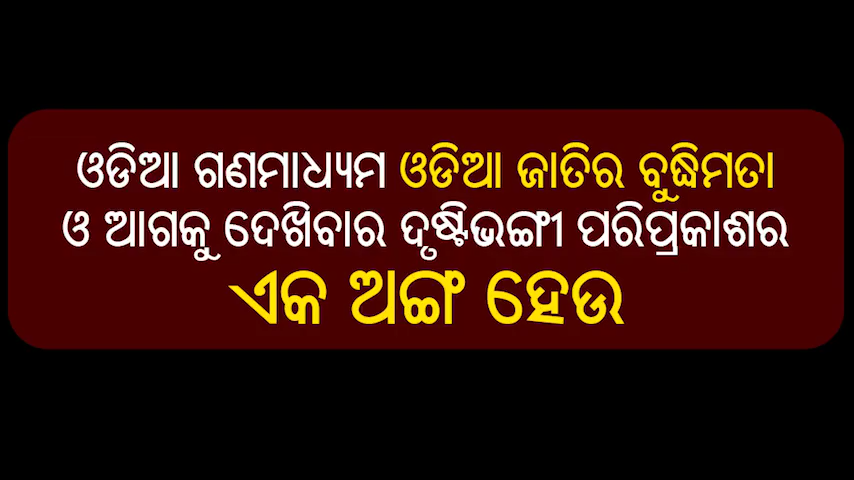 ଓଡିଆ ଗଣମାଧ୍ୟମ ଓଡିଆ ଜାତିର ବୁଦ୍ଧିମତା
ଓ ଆଗକୁ ଦେଖିବାର ଦୃଷ୍ଟିଭଙ୍ଗୀ ପରିପ୍ରକାଶର
ଏକ ଅଙ୍ଗ ହେଉ